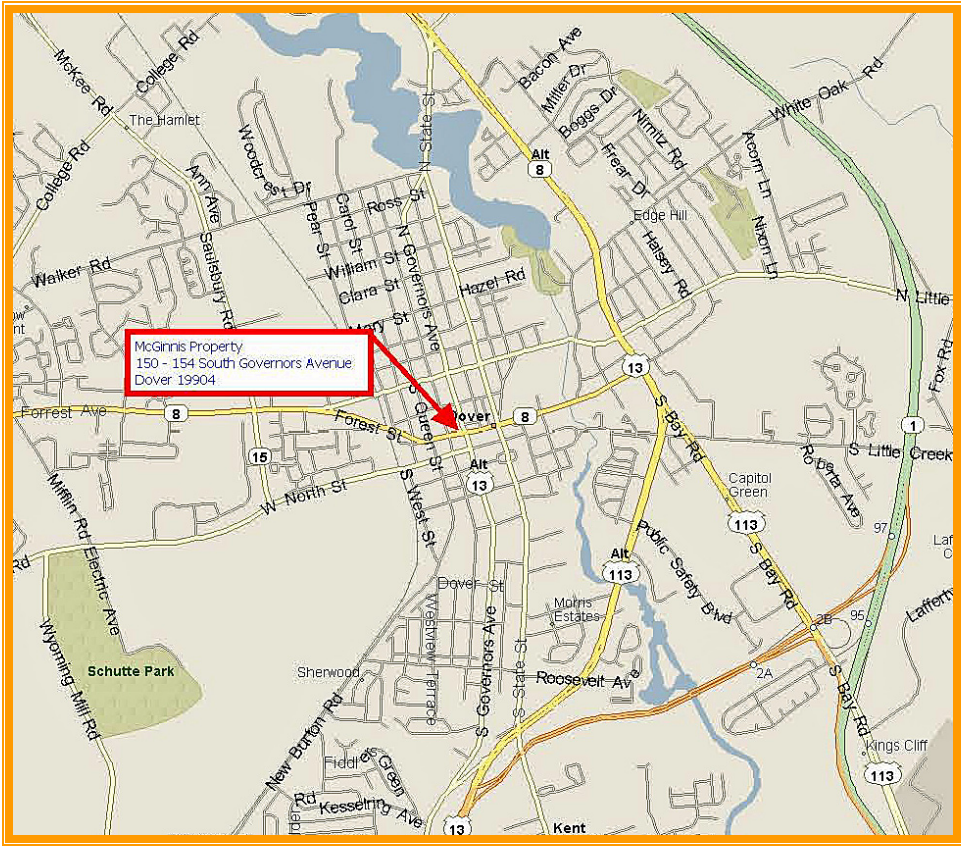 McKee Rd
College Rd
Bacon Ave
Miller Dr
Boggs Dr
Nimitz Rd
White Oak Rd
The Hamlet
N State St
Alt
8
Frear Dr
Acorn Ln
College Rd
Woodcrest Dr
Ann Ave
Pear St
Carol St
Ross St
Edge Hill
Nixon Ln
Walker Rd
Saulsbury Rd
William St
N Governors Ave
Halsey Rd
Clara St
Hazel Rd
N Little
Mary St
McGinnis Property
150 - 154 South Governors Avenue
Dover 19904
13
Fox Rd
Forrest Ave
8
Forest St
S Queen St
Dover
8
S Bay Rd
1
15
Alt
13
S Little Creek
Roberta Ave
W North St
S West St
Capitol
Green
Mifflin Rd
Electric Ave
113
97
Rd
Alt
113
Public Safety Blvd
S Bay Rd
Laf
Dover St
Westview Terrace
S Governors Ave
Morris
Estates
Lafferty
2B
95
Wyoming Mill Rd
Schutte Park
Sherwood
S State St
Roosevelt Ave
2A
S Bay Rd
New Burton Rd
Kings Cliff
113
Fiddlers Green
Rd
Kesselring Ave
13
Kent